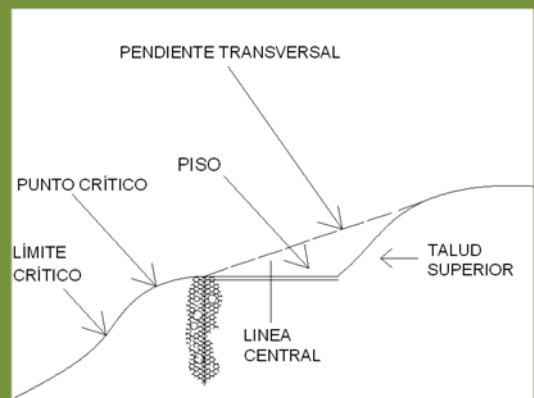 PENDIENTE TRANSVERSAL
PISO
PUNTO CRÍTICO
LÍMITE
CRÍTICO
TALUD
SUPERIOR
LINEA
CENTRAL